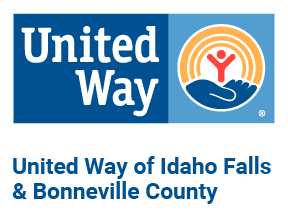 United
Way
®
United Way of Idaho Falls
& Bonneville County